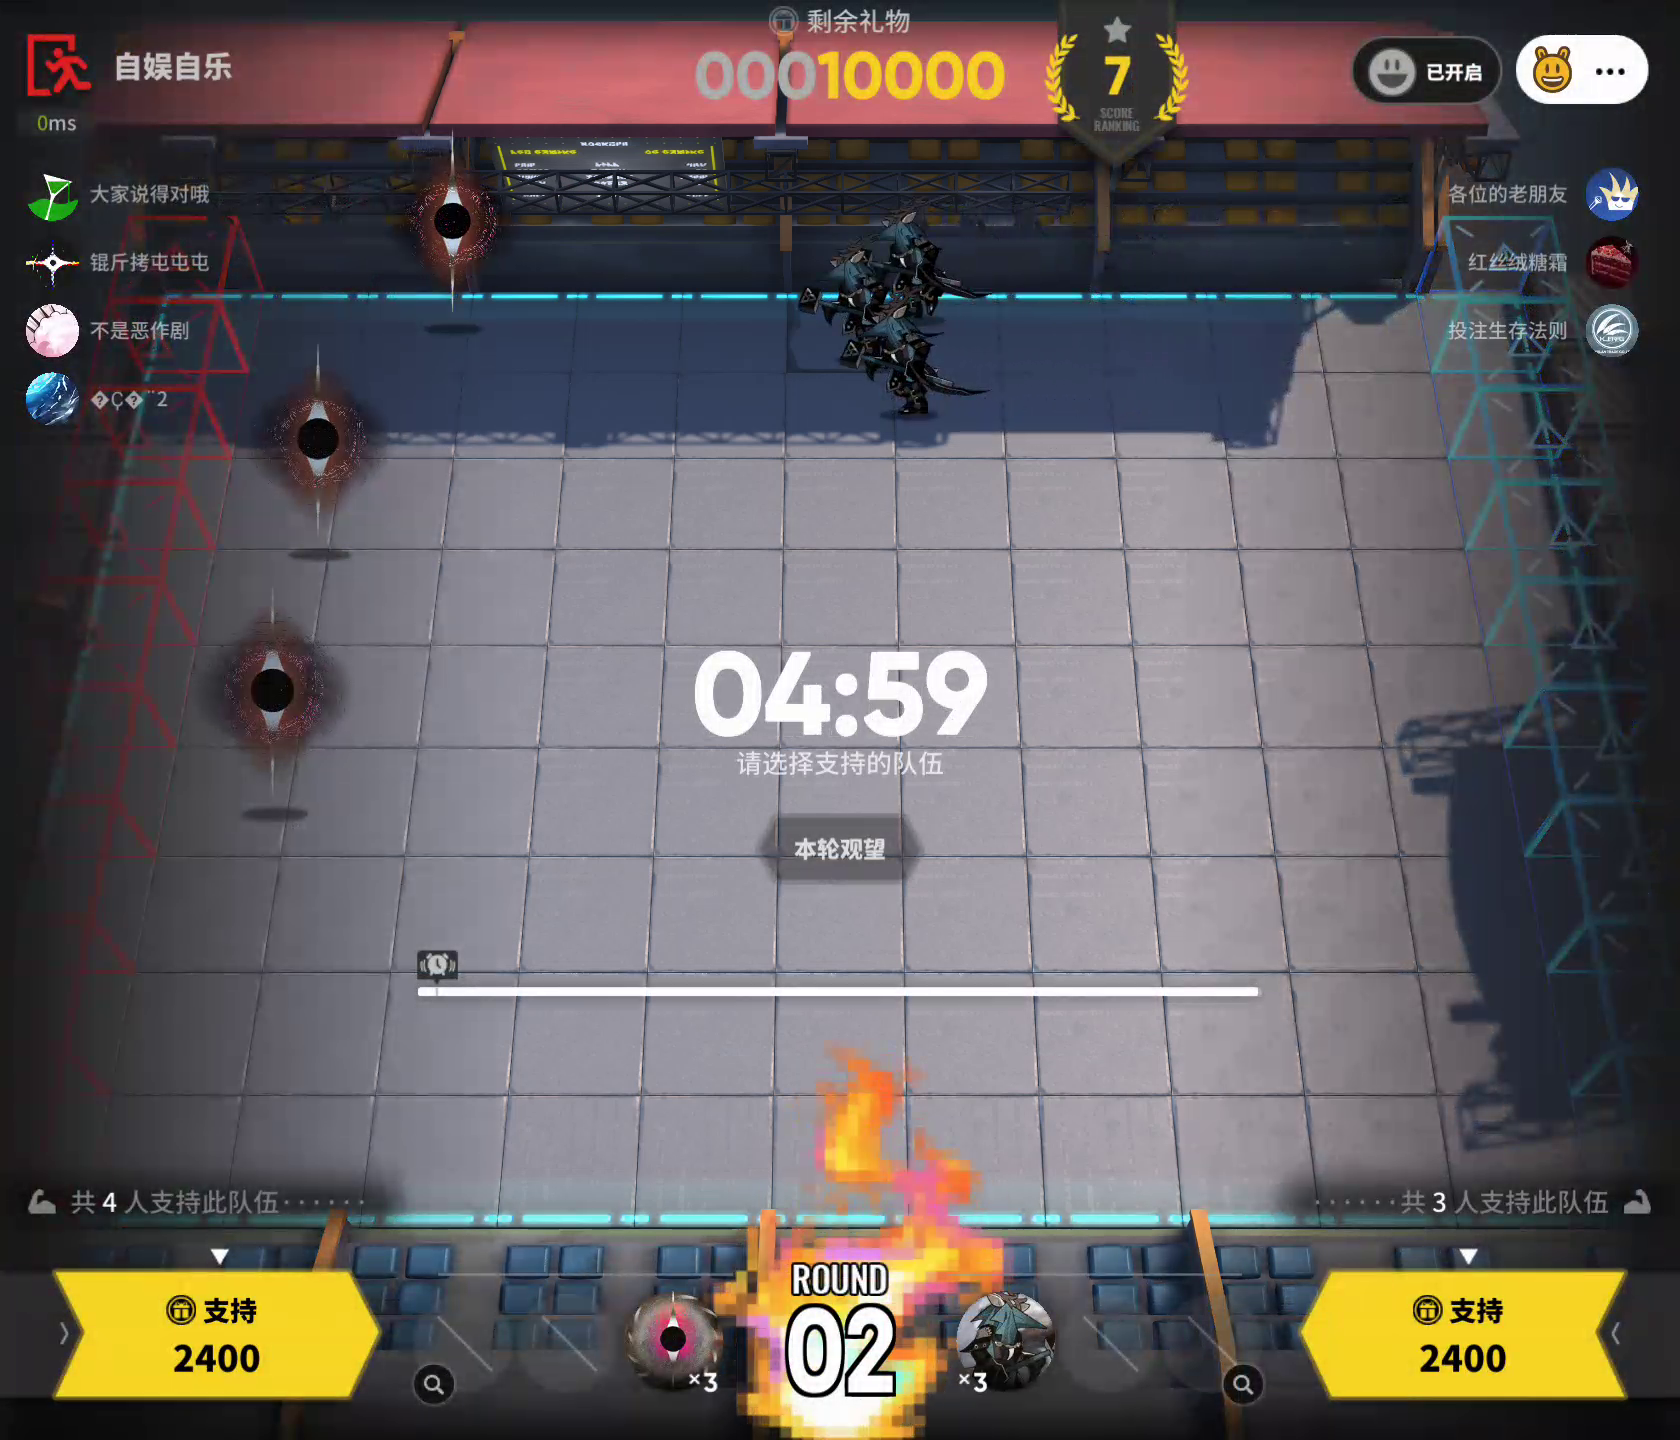 剩余礼物
自娱自乐
00010000
7
SCORE
RANKING
已开启
0ms
大家说得对哦
锟斤拷屯屯屯
不是恶作剧
�Ç�¨2
各位的老朋友
红丝绒糖霜
投注生存法则
04:59
请选择支持的队伍
本轮观望
共 4 人支持此队伍······
······共 3 人支持此队伍
支持
2400
×3
ROUND
02
×3
支持
2400